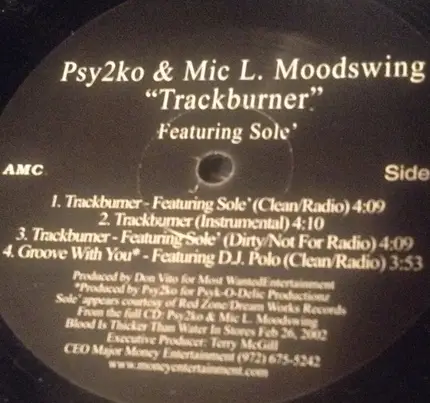 Psy2ko & Mic L. Moodswing
"Trackburner"
Featuring Sole'
AMC
Side
1. Trackburner - Featuring Sole' (Clean/Radio) 4:09
2. Trackburner (Instrumental) 4:10
3. Trackburner - Featuring Sole' (Dirty/Not For Radio) 4:09
4. Groove With You* - Featuring D.J. Polo (Clean/Radio) 3:53
Produced by Don Vito for Most Wanted Entertainment
*Produced by Psy2ko for Psyk-O-Delic Productionz
Sole' appears courtesy of Red Zone/Dream Works Records
From the full CD: Psy2ko & Mic L. Moodswing
Blood Is Thicker Than Water In Stores Feb 26, 2002
Executive Producer: Terry McGill
CEO Major Money Entertainment (972) 675-5242
www.moneyentertainment.com